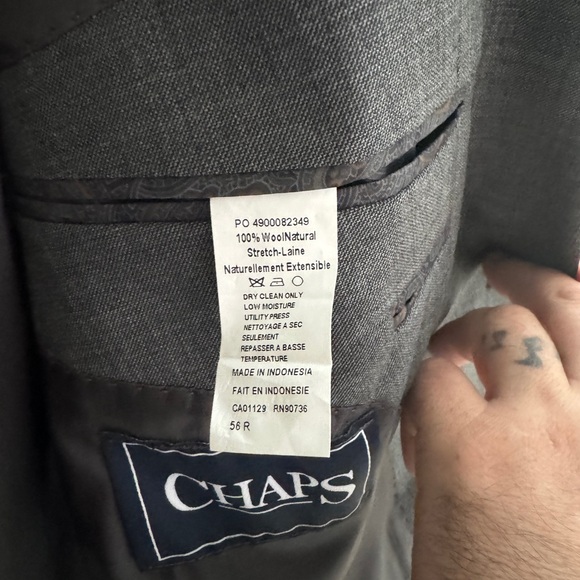 PO 4900082349
100% WoolNatural
Stretch-Laine
Naturellement Extensible
DRY CLEAN ONLY
LOW MOISTURE
UTILITY PRESS
NETTOYAGE A SEC
SEULEMENT
REPASSER A BASSE
TEMPERATURE
MADE IN INDONESIA
FAIT EN INDONESIE
CA01129 RN90736
56 R
CHAPS